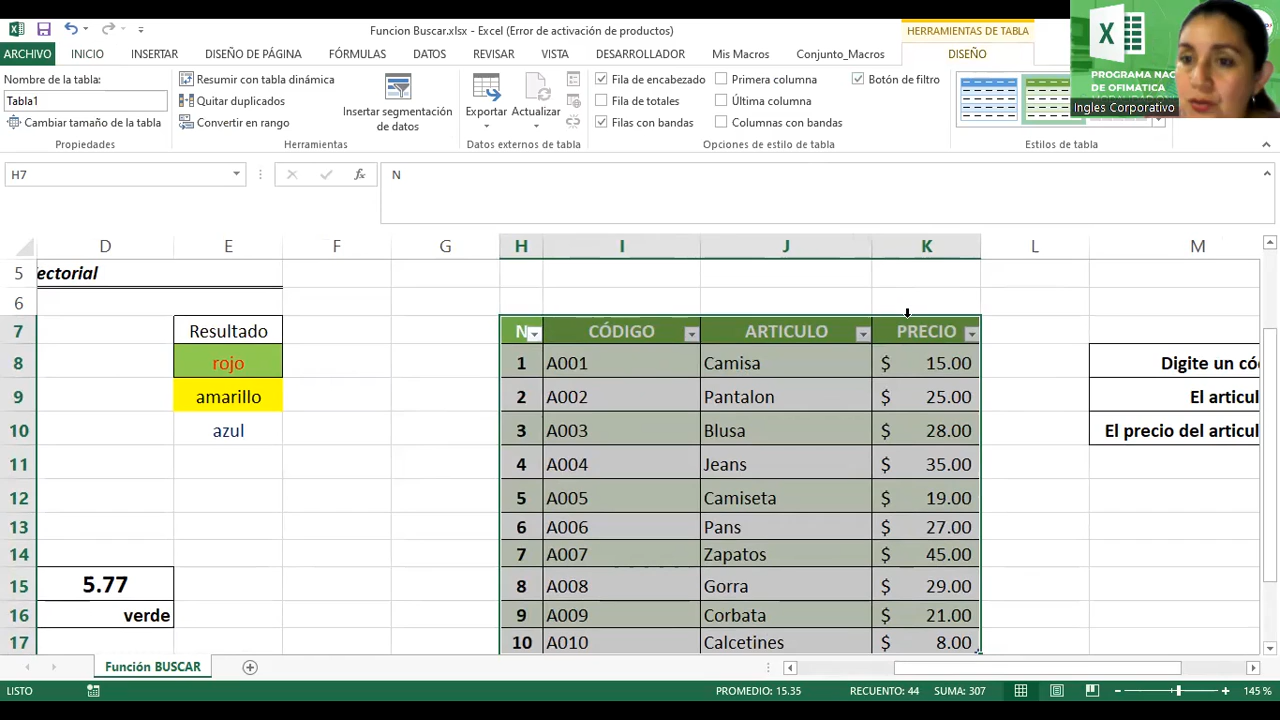 Función Buscar.xlsx - Excel (Error de activación de productos)
HERRAMIENTAS DE TABLA
ARCHIVO INICIO INSERTAR DISEÑO DE PÁGINA FÓRMULAS DATOS REVISAR VISTA DESARROLLADOR Mis Macros Conjunto_Macros DISEÑO
X
PROGRAMA NAC
DE OFIMATICA
Ingles Corporativo
Nombre de la tabla:
Tabla1
Cambiar tamaño de la tabla
Propiedades
Resumir con tabla dinámica
Quitar duplicados
Convertir en rango
Insertar segmentación
de datos
Herramientas
Exportar Actualizar
Datos externos de tabla
Fila de encabezado Primera columna Botón de filtro
Fila de totales Última columna
Filas con bandas Columnas con bandas
Opciones de estilo de tabla
Estilos de tabla
H7 fx N
D E F G H I J K L M
5 ectorial
6
7 Resultado N CÓDIGO ARTICULO PRECIO
8 rojo 1 A001 Camisa $ 15.00 Digite un có
9 amarillo 2 A002 Pantalon $ 25.00 El articul
10 azul 3 A003 Blusa $ 28.00 El precio del articul
11 4 A004 Jeans $ 35.00
12 5 A005 Camiseta $ 19.00
13 6 A006 Pans $ 27.00
14 7 A007 Zapatos $ 45.00
15 5.77 8 A008 Gorra $ 29.00
16 verde 9 A009 Corbata $ 21.00
17 10 A010 Calcetines $ 8.00
Función BUSCAR
LISTO PROMEDIO: 15.35 RECUENTO: 44 SUMA: 307 145 %